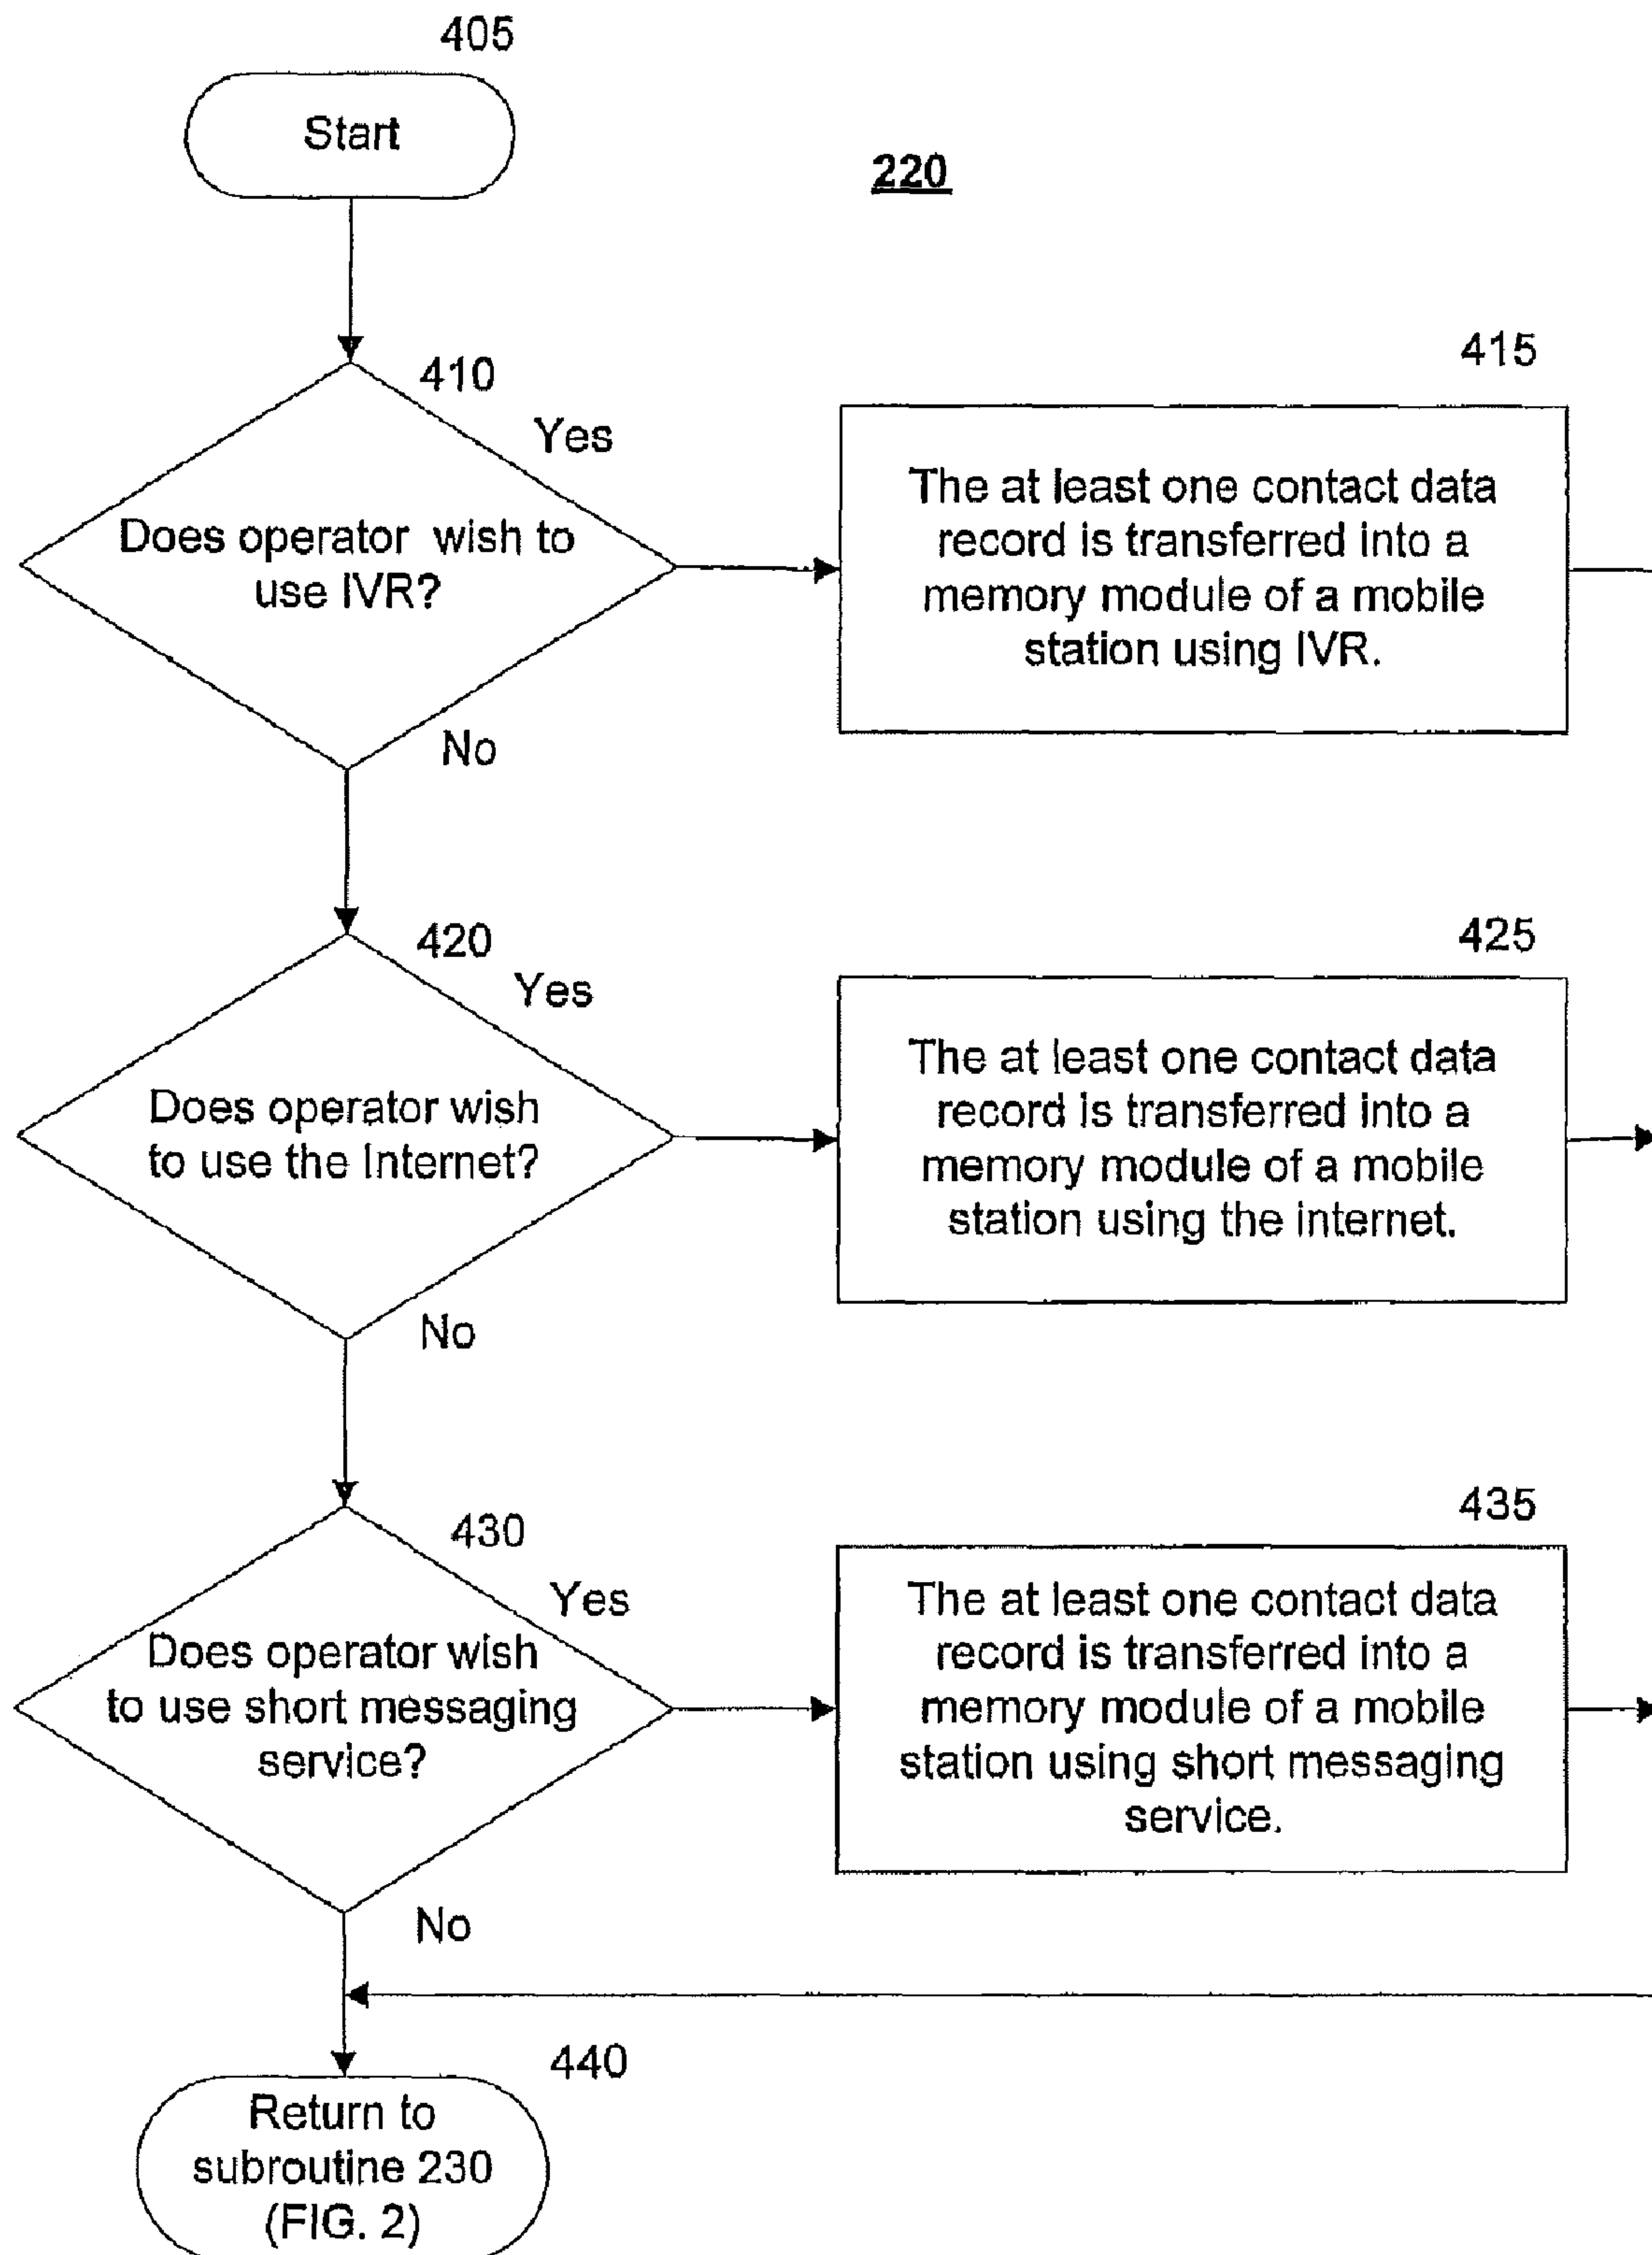 405
Start
220
410
Yes
Does operator wish to
use IVR?
No
415
The at least one contact data
record is transferred into a
memory module of a mobile
station using IVR.
420
Yes
Does operator wish
to use the Internet?
No
425
The at least one contact data
record is transferred into a
memory module of a mobile
station using the internet.
430
Yes
Does operator wish
to use short messaging
service?
No
435
The at least one contact data
record is transferred into a
memory module of a mobile
station using short messaging
service.
440
Return to
subroutine 230
(FIG. 2)